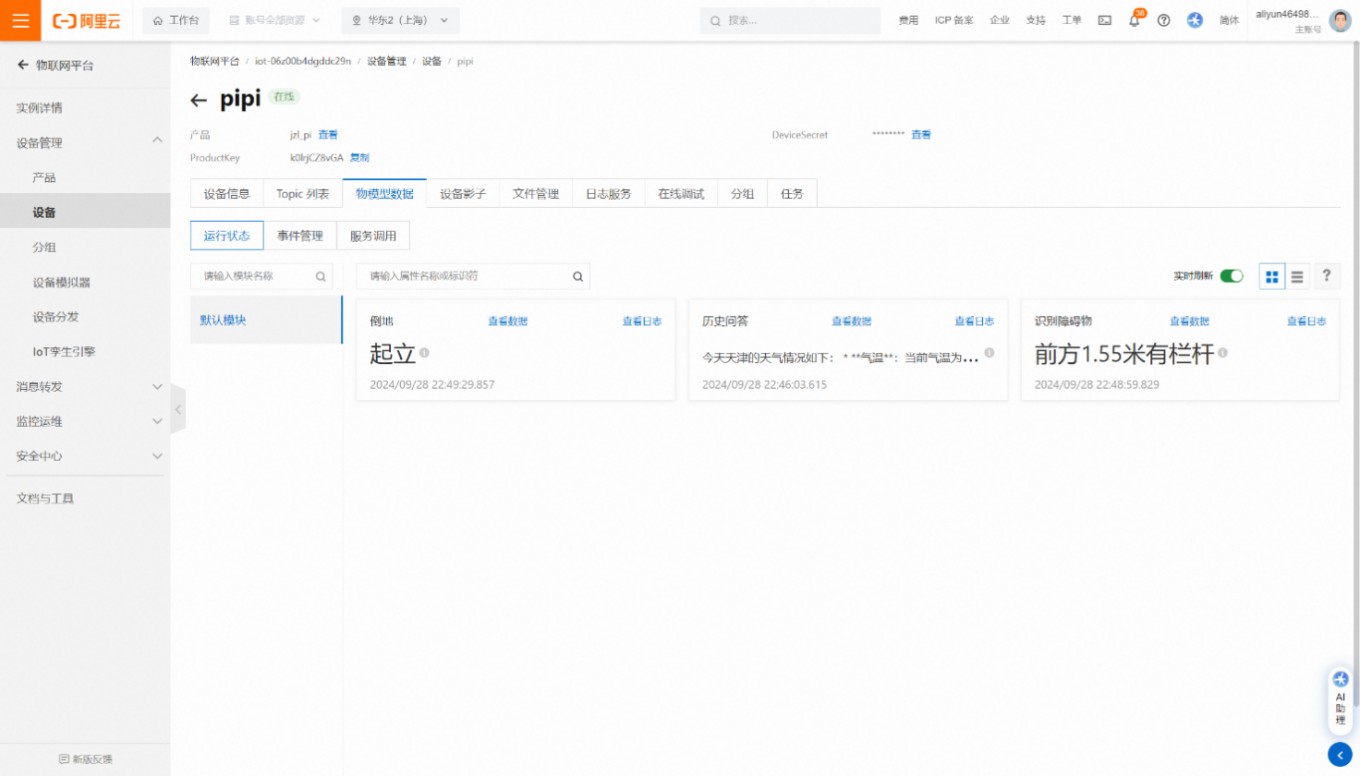 阿里云 工作台 账号全部资源 华东2（上海） 搜索... 费用 ICP 备案 企业 支持 工单 38 简体 aliyun46498...
主账号
物联网平台
实例详情
设备管理
产品
设备
分组
设备模拟器
设备分发
IoT孪生引擎
消息转发
监控运维
安全中心
文档与工具
新版反馈
物联网平台 / iot-06z00b4dgddc29n / 设备管理 / 设备 / pipi
pipi 在线
产品 jzl_pi 查看 DeviceSecret ******** 查看
ProductKey k0lrjCZ8vGA 复制
设备信息 Topic 列表 物模型数据 设备影子 文件管理 日志服务 在线调试 分组 任务
运行状态 事件管理 服务调用
请输入模块名称 请输入属性名称或标识符 实时刷新 ?
默认模块
倒地 查看数据 查看日志
起立
2024/09/28 22:49:29.857
历史问答 查看数据 查看日志
今天天津的天气情况如下： * **气温**：当前气温为...
2024/09/28 22:46:03.615
识别障碍物 查看数据 查看日志
前方1.55米有栏杆
2024/09/28 22:48:59.829
AI
助
理